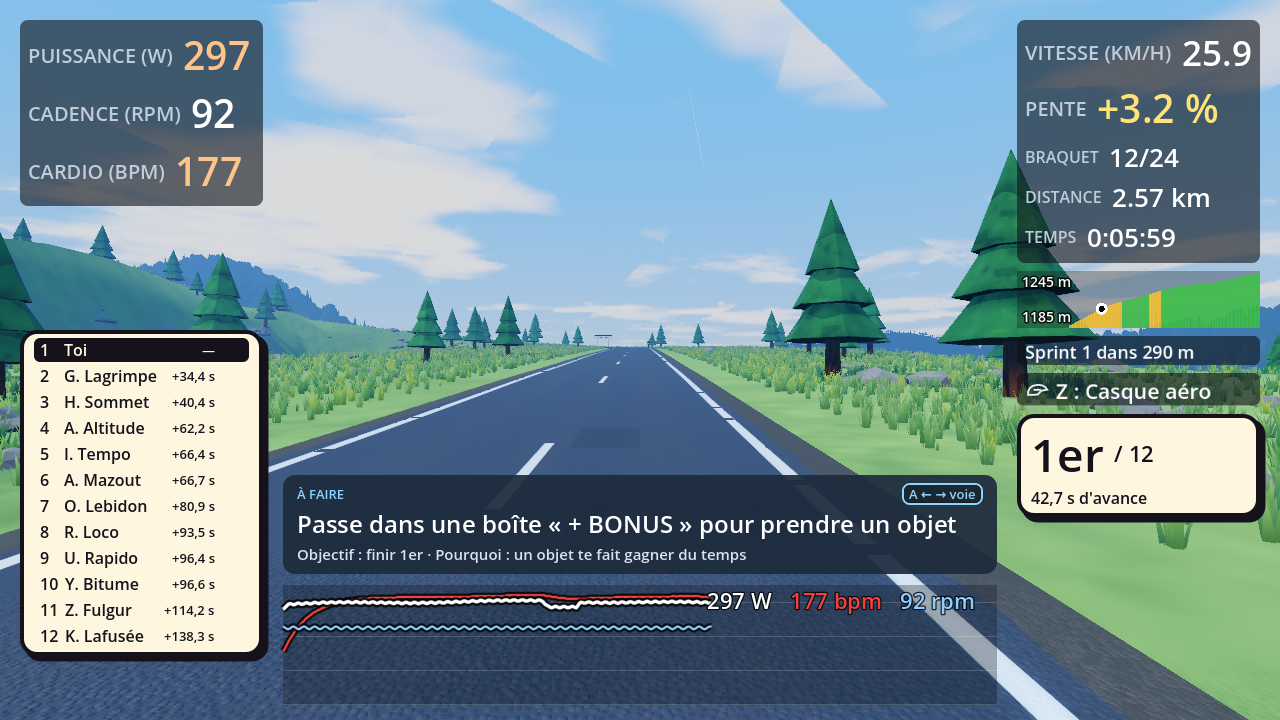 PUISSANCE (W) 297
CADENCE (RPM) 92
CARDIO (BPM) 177
VITESSE (KM/H) 25.9
PENTE +3.2 %
BRAQUET 12/24
DISTANCE 2.57 km
TEMPS 0:05:59
1245 m
1185 m
Sprint 1 dans 290 m
Z : Casque aéro
1er / 12
42,7 s d'avance
1 Toi —
2 G. Lagrimpe +34,4 s
3 H. Sommet +40,4 s
4 A. Altitude +62,2 s
5 I. Tempo +66,4 s
6 A. Mazout +66,7 s
7 O. Lebidon +80,9 s
8 R. Loco +93,5 s
9 U. Rapido +96,4 s
10 Y. Bitume +96,6 s
11 Z. Fulgur +114,2 s
12 K. Lafusée +138,3 s
À FAIRE
A ← → voie
Passe dans une boîte « + BONUS » pour prendre un objet
Objectif : finir 1er · Pourquoi : un objet te fait gagner du temps
297 W 177 bpm 92 rpm